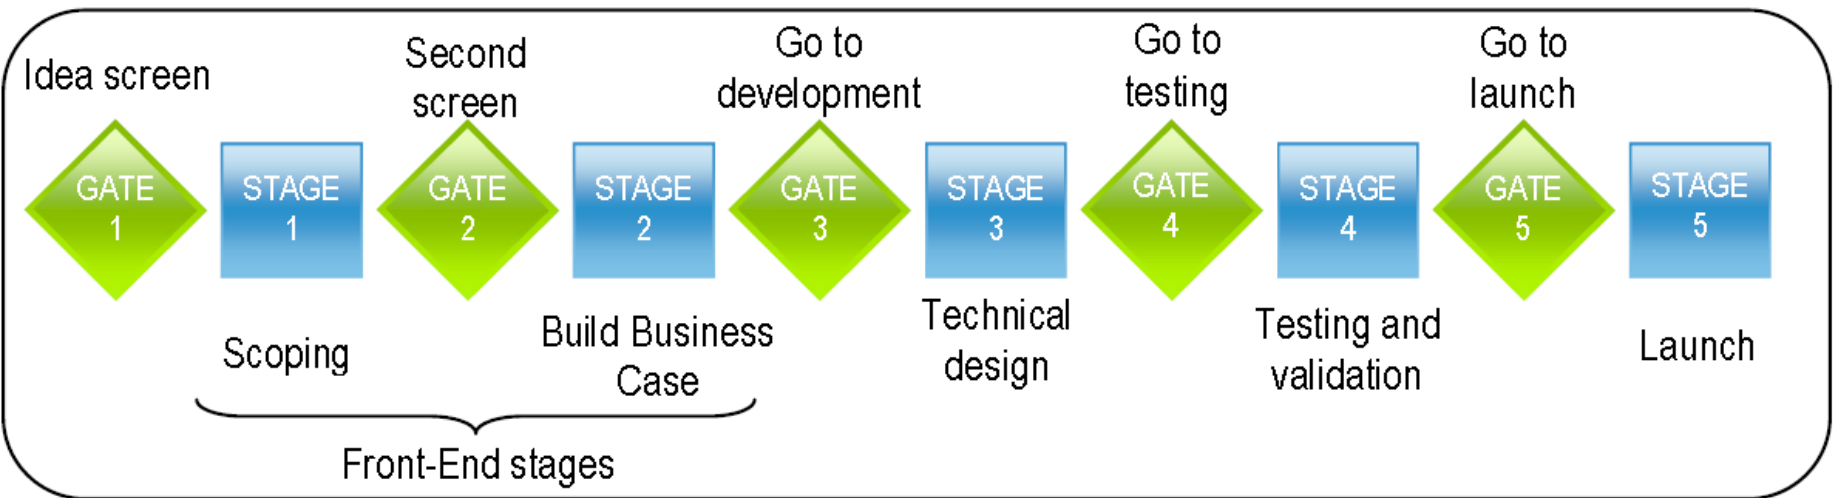 Idea screen
Second
screen
Go to
development
Go to
testing
Go to
launch
GATE
1
STAGE
1
GATE
2
STAGE
2
GATE
3
STAGE
3
GATE
4
STAGE
4
GATE
5
STAGE
5
Scoping
Build Business
Case
Technical
design
Testing and
validation
Launch
Front-End stages